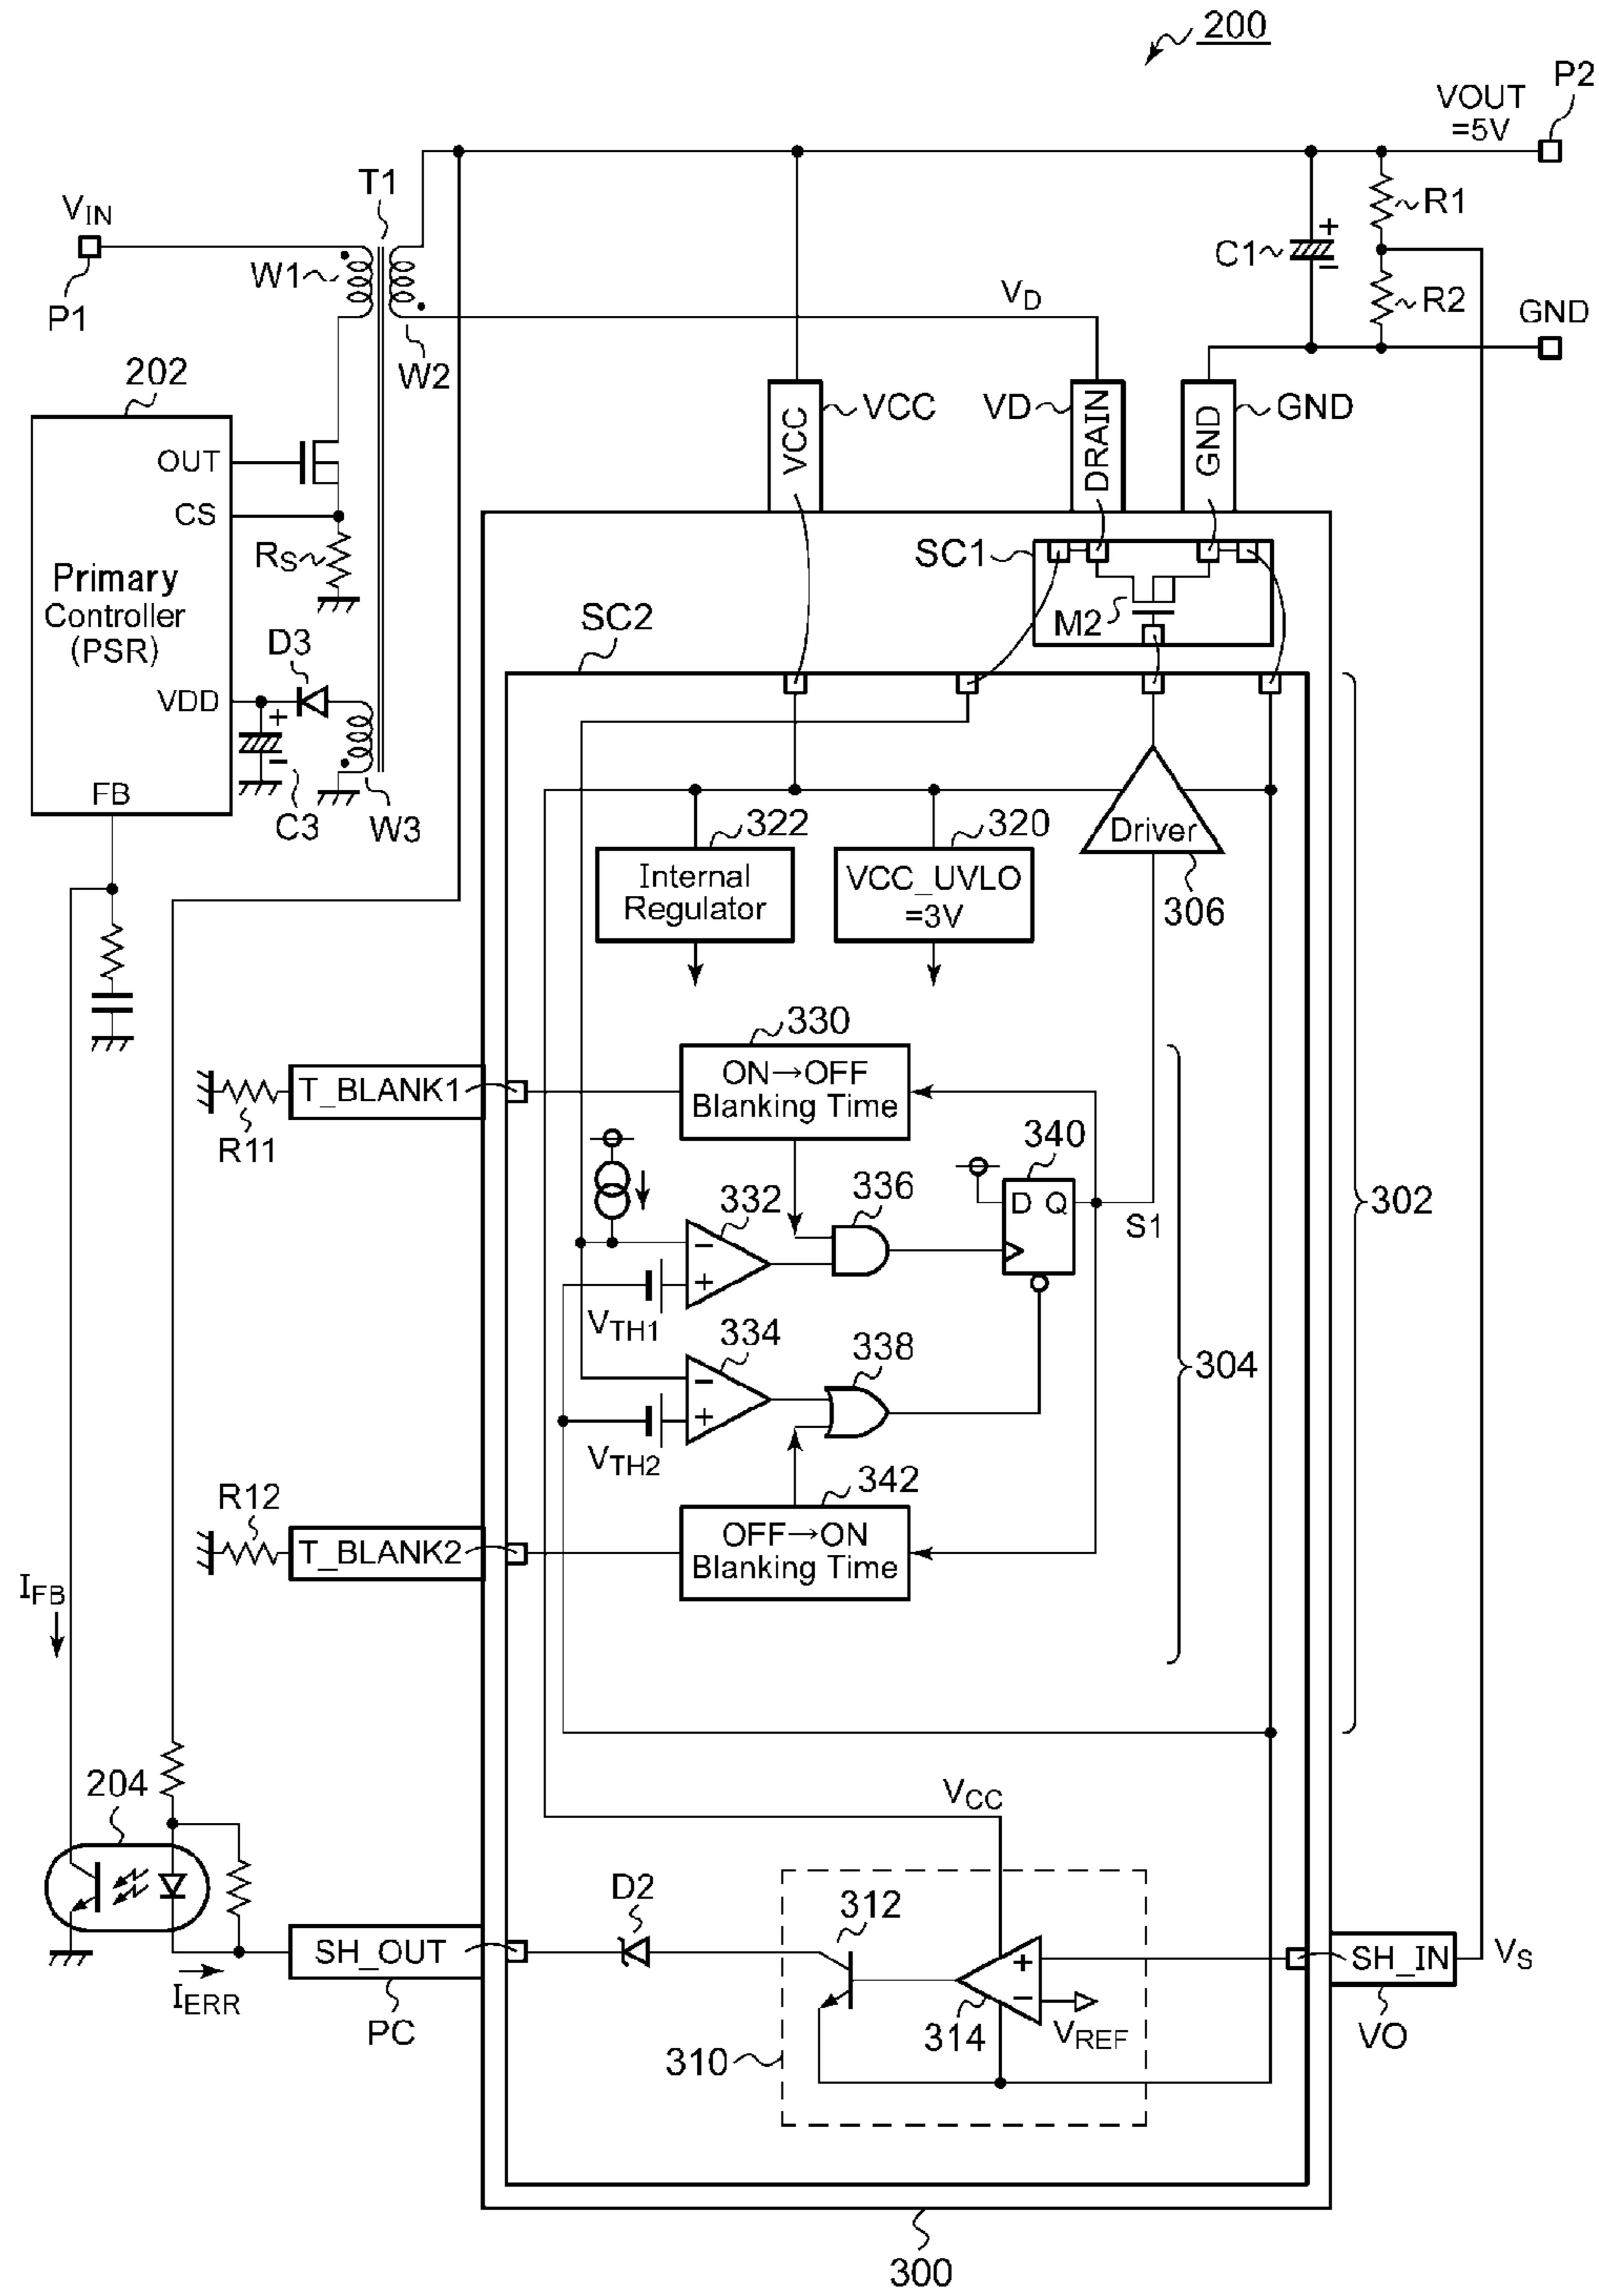 200
P2
VOUT
=5V
T1
VIN
R1
W1
C1
+
−
R2
P1
VD
GND
W2
202
VCC
VD
DRAIN
GND
GND
VCC
OUT
CS
SC1
RS
Primary
Controller
(PSR)
M2
SC2
D3
VDD
+
−
FB
C3
W3
322
320
Driver
Internal
Regulator
VCC_UVLO
=3V
306
330
ON→OFF
Blanking Time
T_BLANK1
R11
340
332
336
D Q
302
S1
−
+
VTH1
334
338
304
−
+
VTH2
342
R12
OFF→ON
Blanking Time
T_BLANK2
IFB
204
VCC
D2
312
SH_OUT
+
SH_IN
VS
−
IERR
314
VREF
PC
310
VO
300